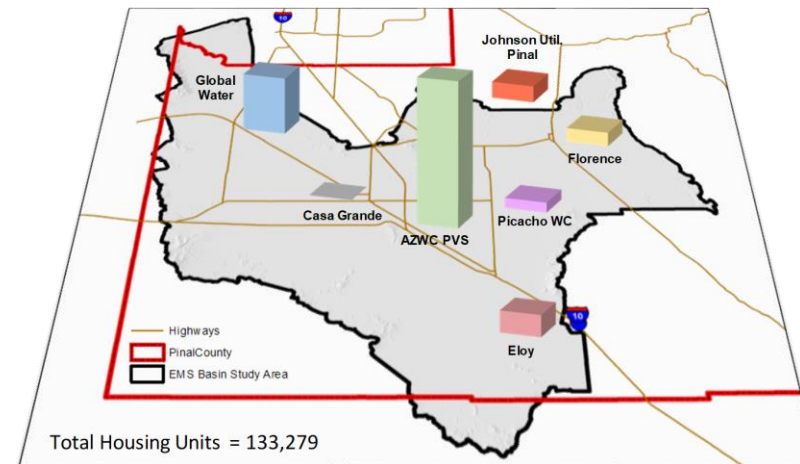 10
Johnson Util.
Pinal
Global
Water
Florence
Casa Grande
Picacho WC
AZWC PVS
10
Eloy
Highways
PinalCounty
EMS Basin Study Area
Total Housing Units = 133,279